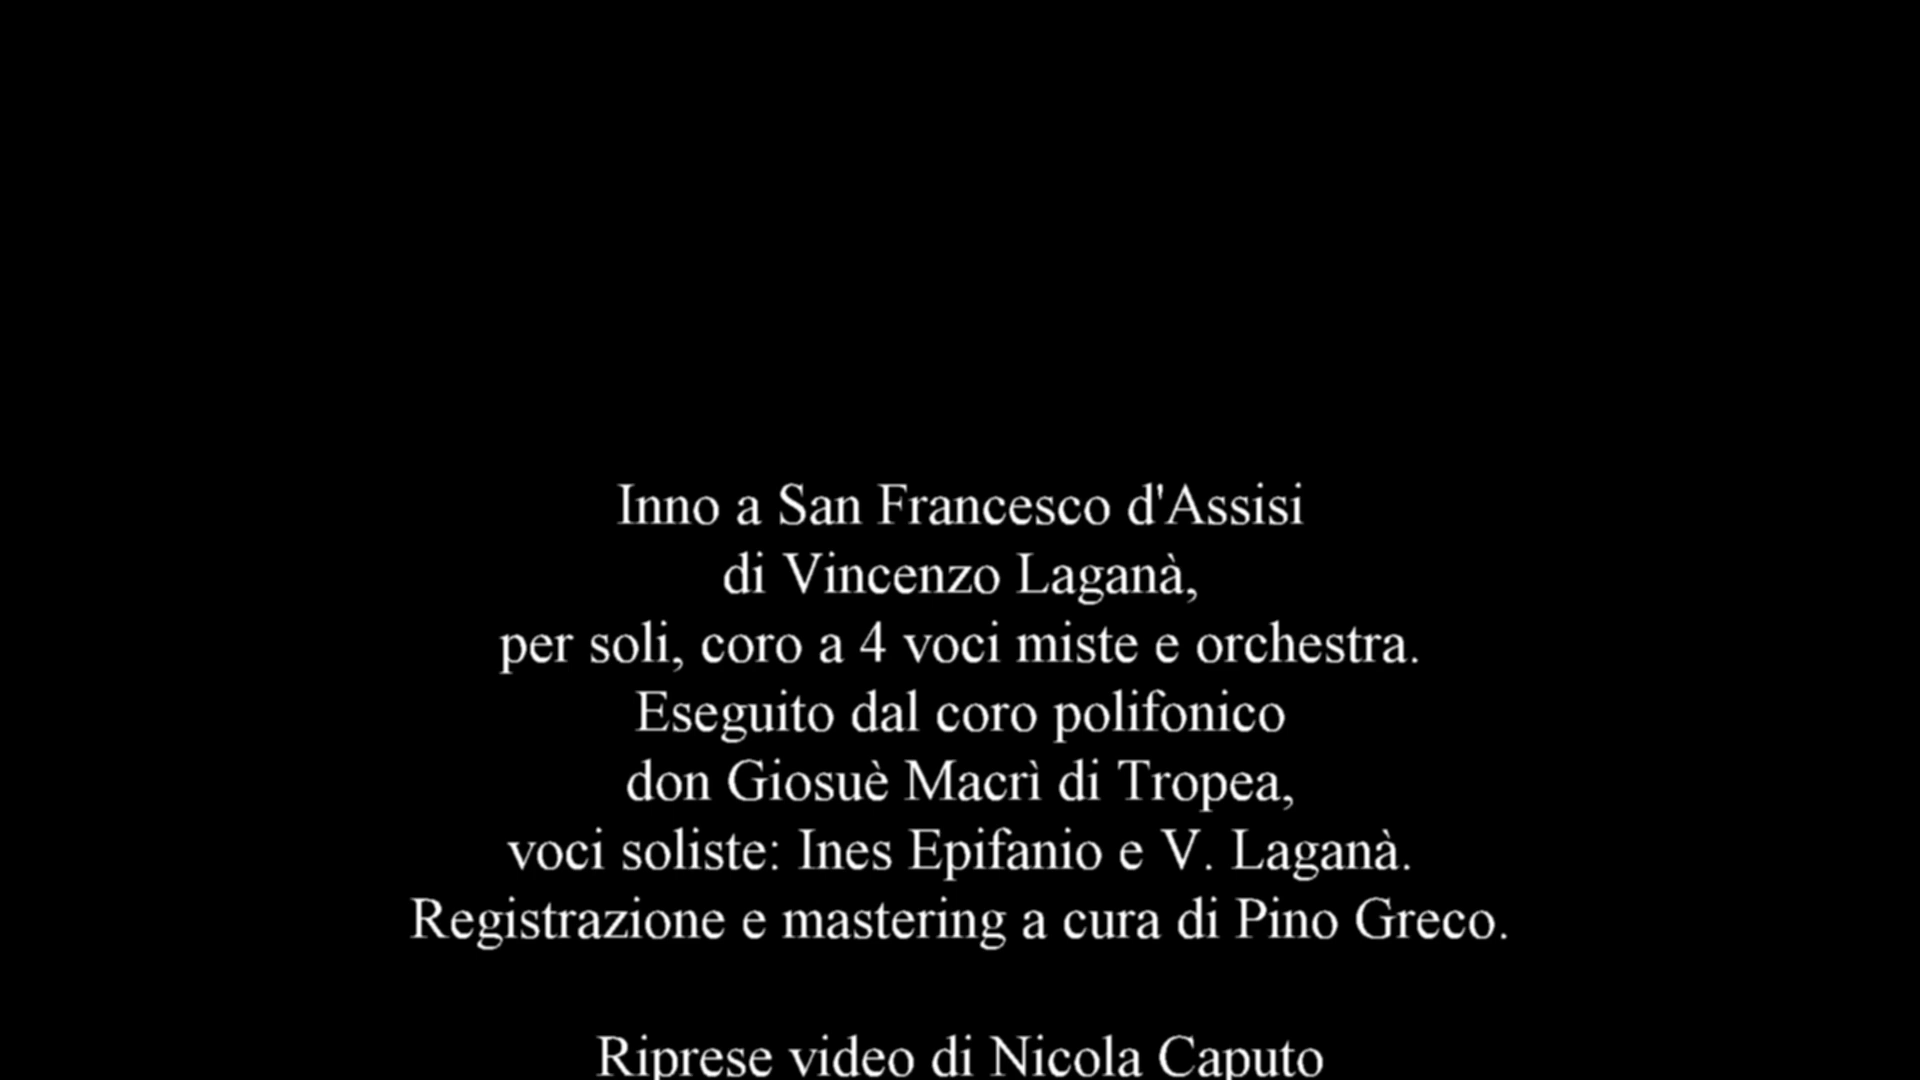 Inno a San Francesco d'Assisi
di Vincenzo Laganà,
per soli, coro a 4 voci miste e orchestra.
Eseguito dal coro polifonico
don Giosuè Macrì di Tropea,
voci soliste: Ines Epifanio e V. Laganà.
Registrazione e mastering a cura di Pino Greco.
Riprese video di Nicola Caputo